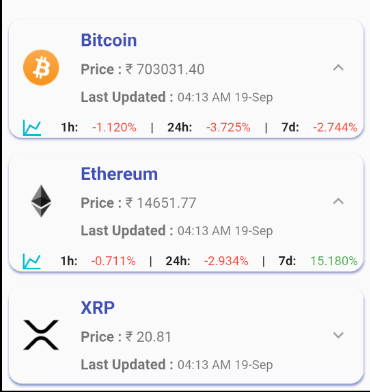 Bitcoin
Price : ₹ 703031.40
Last Updated : 04:13 AM 19-Sep
1h: -1.120% | 24h: -3.725% | 7d: -2.744%
Ethereum
Price : ₹ 14651.77
Last Updated : 04:13 AM 19-Sep
1h: -0.711% | 24h: -2.934% | 7d: 15.180%
XRP
Price : ₹ 20.81
Last Updated : 04:13 AM 19-Sep